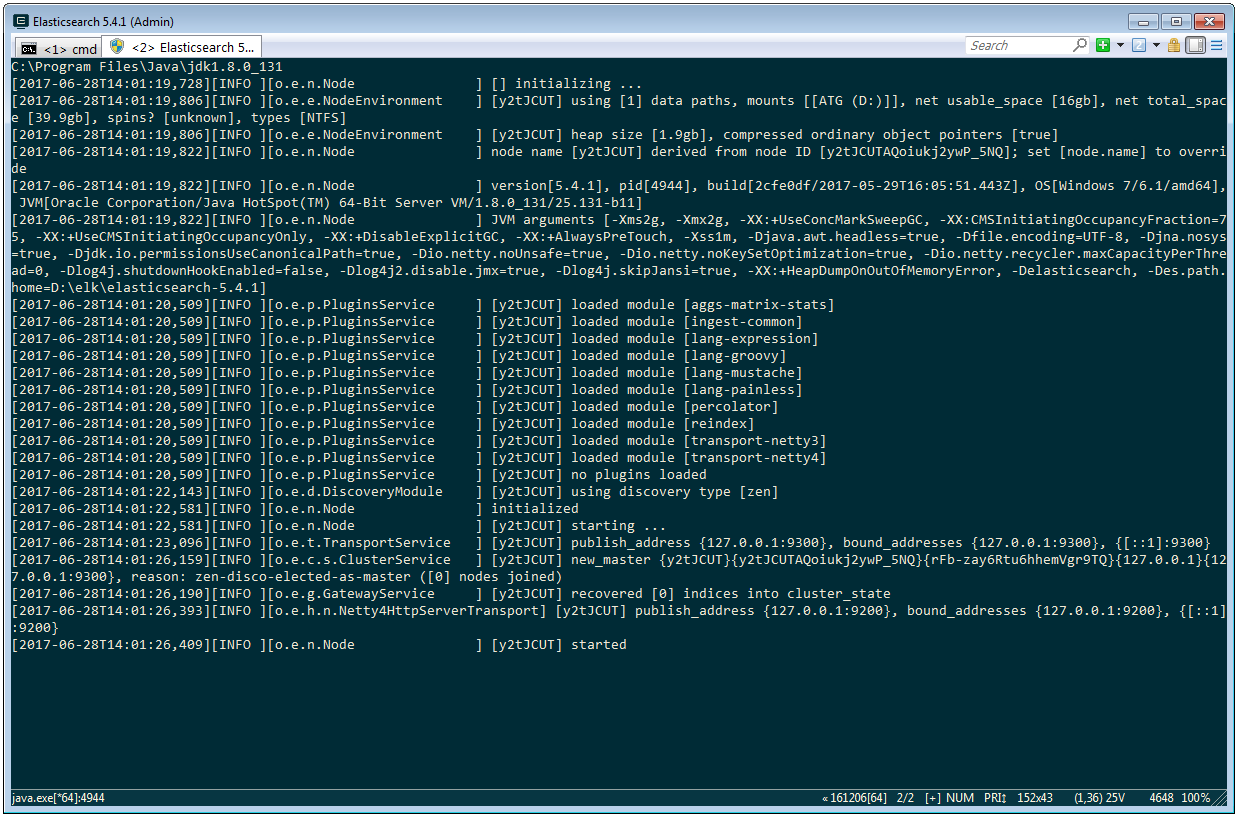 Elasticsearch 5.4.1 (Admin)
<1> cmd
<2> Elasticsearch 5...
Search
C:\Program Files\Java\jdk1.8.0_131
[2017-06-28T14:01:19,728][INFO ][o.e.n.Node               ] [] initializing ...
[2017-06-28T14:01:19,806][INFO ][o.e.e.NodeEnvironment    ] [y2tJCUT] using [1] data paths, mounts [[ATG (D:)]], net usable_space [16gb], net total_spac
e [39.9gb], spins? [unknown], types [NTFS]
[2017-06-28T14:01:19,806][INFO ][o.e.e.NodeEnvironment    ] [y2tJCUT] heap size [1.9gb], compressed ordinary object pointers [true]
[2017-06-28T14:01:19,822][INFO ][o.e.n.Node               ] node name [y2tJCUT] derived from node ID [y2tJCUTAQoiukj2ywP_5NQ]; set [node.name] to overri
de
[2017-06-28T14:01:19,822][INFO ][o.e.n.Node               ] version[5.4.1], pid[4944], build[2cfe0df/2017-05-29T16:05:51.443Z], OS[Windows 7/6.1/amd64],
 JVM[Oracle Corporation/Java HotSpot(TM) 64-Bit Server VM/1.8.0_131/25.131-b11]
[2017-06-28T14:01:19,822][INFO ][o.e.n.Node               ] JVM arguments [-Xms2g, -Xmx2g, -XX:+UseConcMarkSweepGC, -XX:CMSInitiatingOccupancyFraction=7
5, -XX:+UseCMSInitiatingOccupancyOnly, -XX:+DisableExplicitGC, -XX:+AlwaysPreTouch, -Xss1m, -Djava.awt.headless=true, -Dfile.encoding=UTF-8, -Djna.nosys
=true, -Djdk.io.permissionsUseCanonicalPath=true, -Dio.netty.noUnsafe=true, -Dio.netty.noKeySetOptimization=true, -Dio.netty.recycler.maxCapacityPerThre
ad=0, -Dlog4j.shutdownHookEnabled=false, -Dlog4j2.disable.jmx=true, -Dlog4j.skipJansi=true, -XX:+HeapDumpOnOutOfMemoryError, -Delasticsearch, -Des.path.
home=D:\elk\elasticsearch-5.4.1]
[2017-06-28T14:01:20,509][INFO ][o.e.p.PluginsService     ] [y2tJCUT] loaded module [aggs-matrix-stats]
[2017-06-28T14:01:20,509][INFO ][o.e.p.PluginsService     ] [y2tJCUT] loaded module [ingest-common]
[2017-06-28T14:01:20,509][INFO ][o.e.p.PluginsService     ] [y2tJCUT] loaded module [lang-expression]
[2017-06-28T14:01:20,509][INFO ][o.e.p.PluginsService     ] [y2tJCUT] loaded module [lang-groovy]
[2017-06-28T14:01:20,509][INFO ][o.e.p.PluginsService     ] [y2tJCUT] loaded module [lang-mustache]
[2017-06-28T14:01:20,509][INFO ][o.e.p.PluginsService     ] [y2tJCUT] loaded module [lang-painless]
[2017-06-28T14:01:20,509][INFO ][o.e.p.PluginsService     ] [y2tJCUT] loaded module [percolator]
[2017-06-28T14:01:20,509][INFO ][o.e.p.PluginsService     ] [y2tJCUT] loaded module [reindex]
[2017-06-28T14:01:20,509][INFO ][o.e.p.PluginsService     ] [y2tJCUT] loaded module [transport-netty3]
[2017-06-28T14:01:20,509][INFO ][o.e.p.PluginsService     ] [y2tJCUT] loaded module [transport-netty4]
[2017-06-28T14:01:20,509][INFO ][o.e.p.PluginsService     ] [y2tJCUT] no plugins loaded
[2017-06-28T14:01:22,143][INFO ][o.e.d.DiscoveryModule    ] [y2tJCUT] using discovery type [zen]
[2017-06-28T14:01:22,581][INFO ][o.e.n.Node               ] initialized
[2017-06-28T14:01:22,581][INFO ][o.e.n.Node               ] [y2tJCUT] starting ...
[2017-06-28T14:01:23,096][INFO ][o.e.t.TransportService   ] [y2tJCUT] publish_address {127.0.0.1:9300}, bound_addresses {127.0.0.1:9300}, {[::1]:9300}
[2017-06-28T14:01:26,159][INFO ][o.e.c.s.ClusterService   ] [y2tJCUT] new_master {y2tJCUT}{y2tJCUTAQoiukj2ywP_5NQ}{rFb-zay6Rtu6hhemVgr9TQ}{127.0.0.1}{12
7.0.0.1:9300}, reason: zen-disco-elected-as-master ([0] nodes joined)
[2017-06-28T14:01:26,190][INFO ][o.e.g.GatewayService     ] [y2tJCUT] recovered [0] indices into cluster_state
[2017-06-28T14:01:26,393][INFO ][o.e.h.n.Netty4HttpServerTransport] [y2tJCUT] publish_address {127.0.0.1:9200}, bound_addresses {127.0.0.1:9200}, {[::1]
:9200}
[2017-06-28T14:01:26,409][INFO ][o.e.n.Node               ] [y2tJCUT] started
java.exe[*64]:4944
«161206[64] 2/2 [+] NUM PRI↕ 152x43 (1,36) 25V 4648 100%